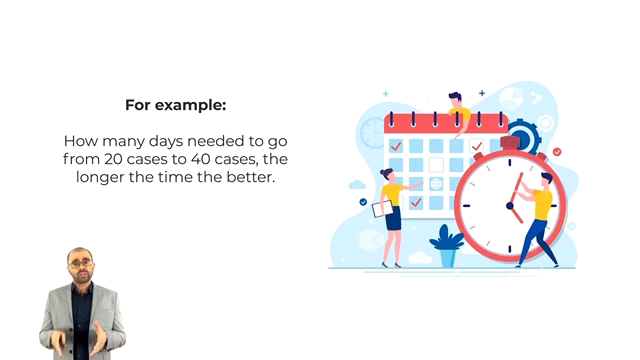 For example:
How many days needed to go
from 20 cases to 40 cases, the
longer the time the better.